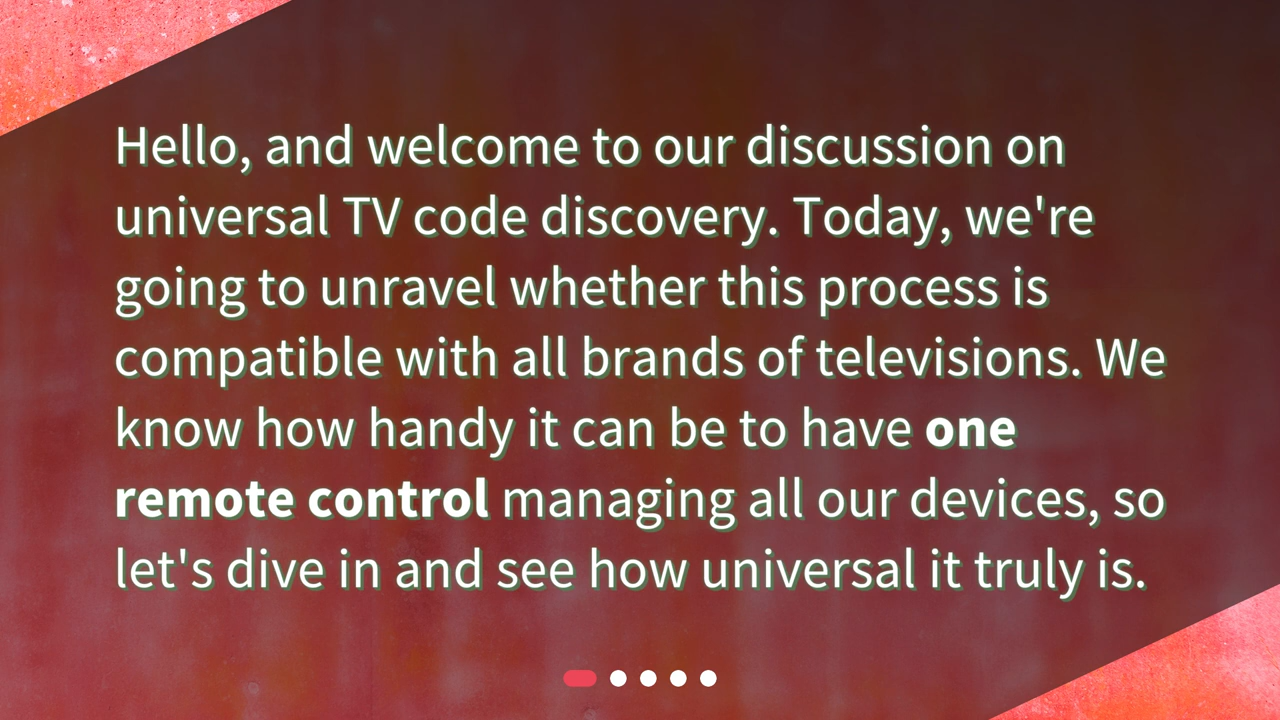 Hello, and welcome to our discussion on
universal TV code discovery. Today, we're
going to unravel whether this process is
compatible with all brands of televisions. We
know how handy it can be to have one
remote control managing all our devices, so
let's dive in and see how universal it truly is.